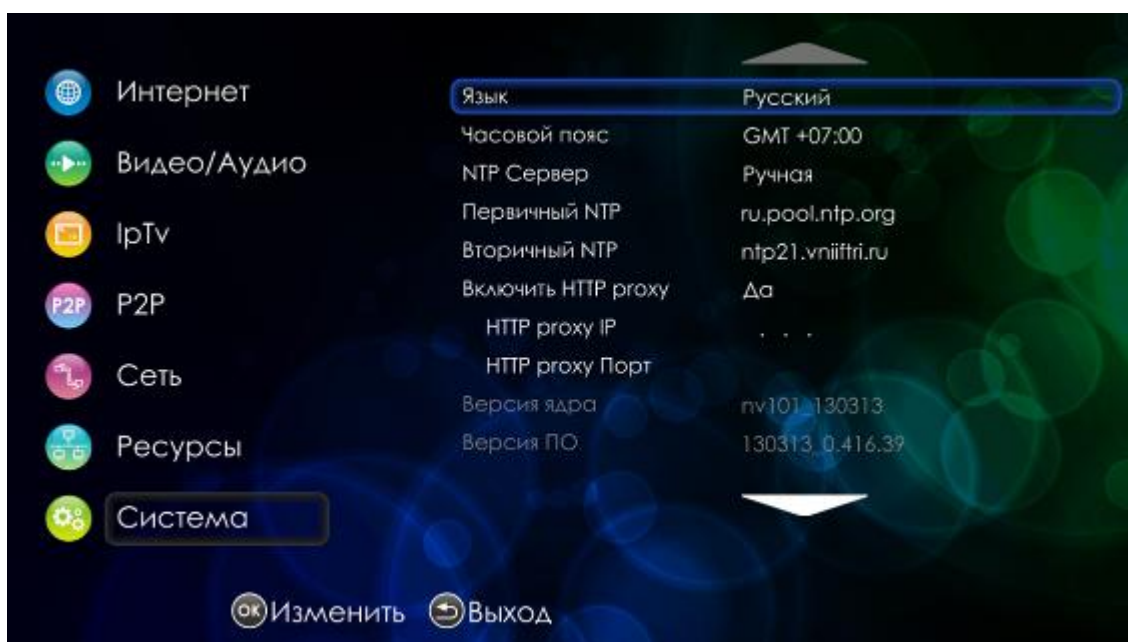 Интернет
Видео/Аудио
IpTv
P2P P2P
Сеть
Ресурсы
Система
Язык Русский
Часовой пояс GMT +07:00
NTP Сервер Ручная
Первичный NTP ru.pool.ntp.org
Вторичный NTP ntp21.vniiftri.ru
Включить HTTP proxy Да
HTTP proxy IP . . .
HTTP proxy Порт
Версия ядра nv101_130313
Версия ПО 130313_0.416.39
OK Изменить Выход